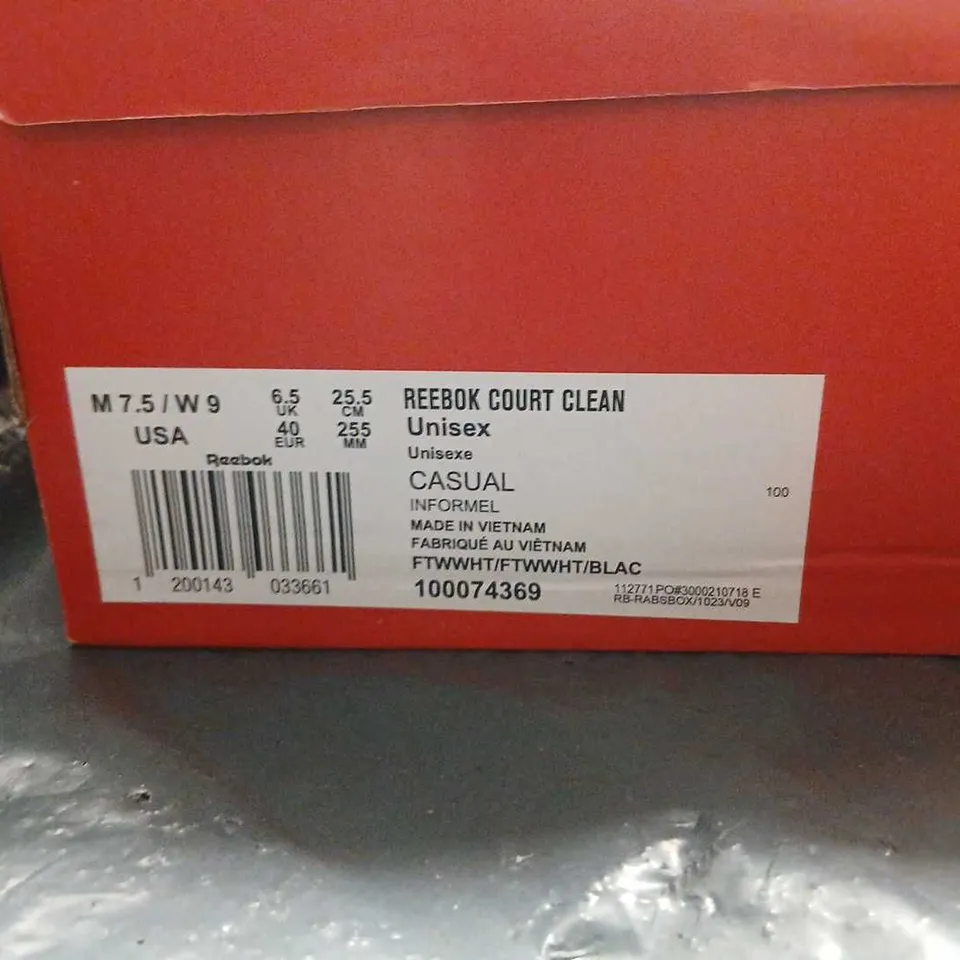 M 7.5 / W 9
USA
6.5
UK
40
EUR
25.5
CM
255
MM
Reebok
1 200143 033661
REEBOK COURT CLEAN
Unisex
Unisexe
CASUAL
INFORMEL
MADE IN VIETNAM
FABRIQUÉ AU VIÊTNAM
FTWWHT/FTWWHT/BLAC
100074369
100
112771PO#3000210718 E
RB-RABSBOX/1023/V09